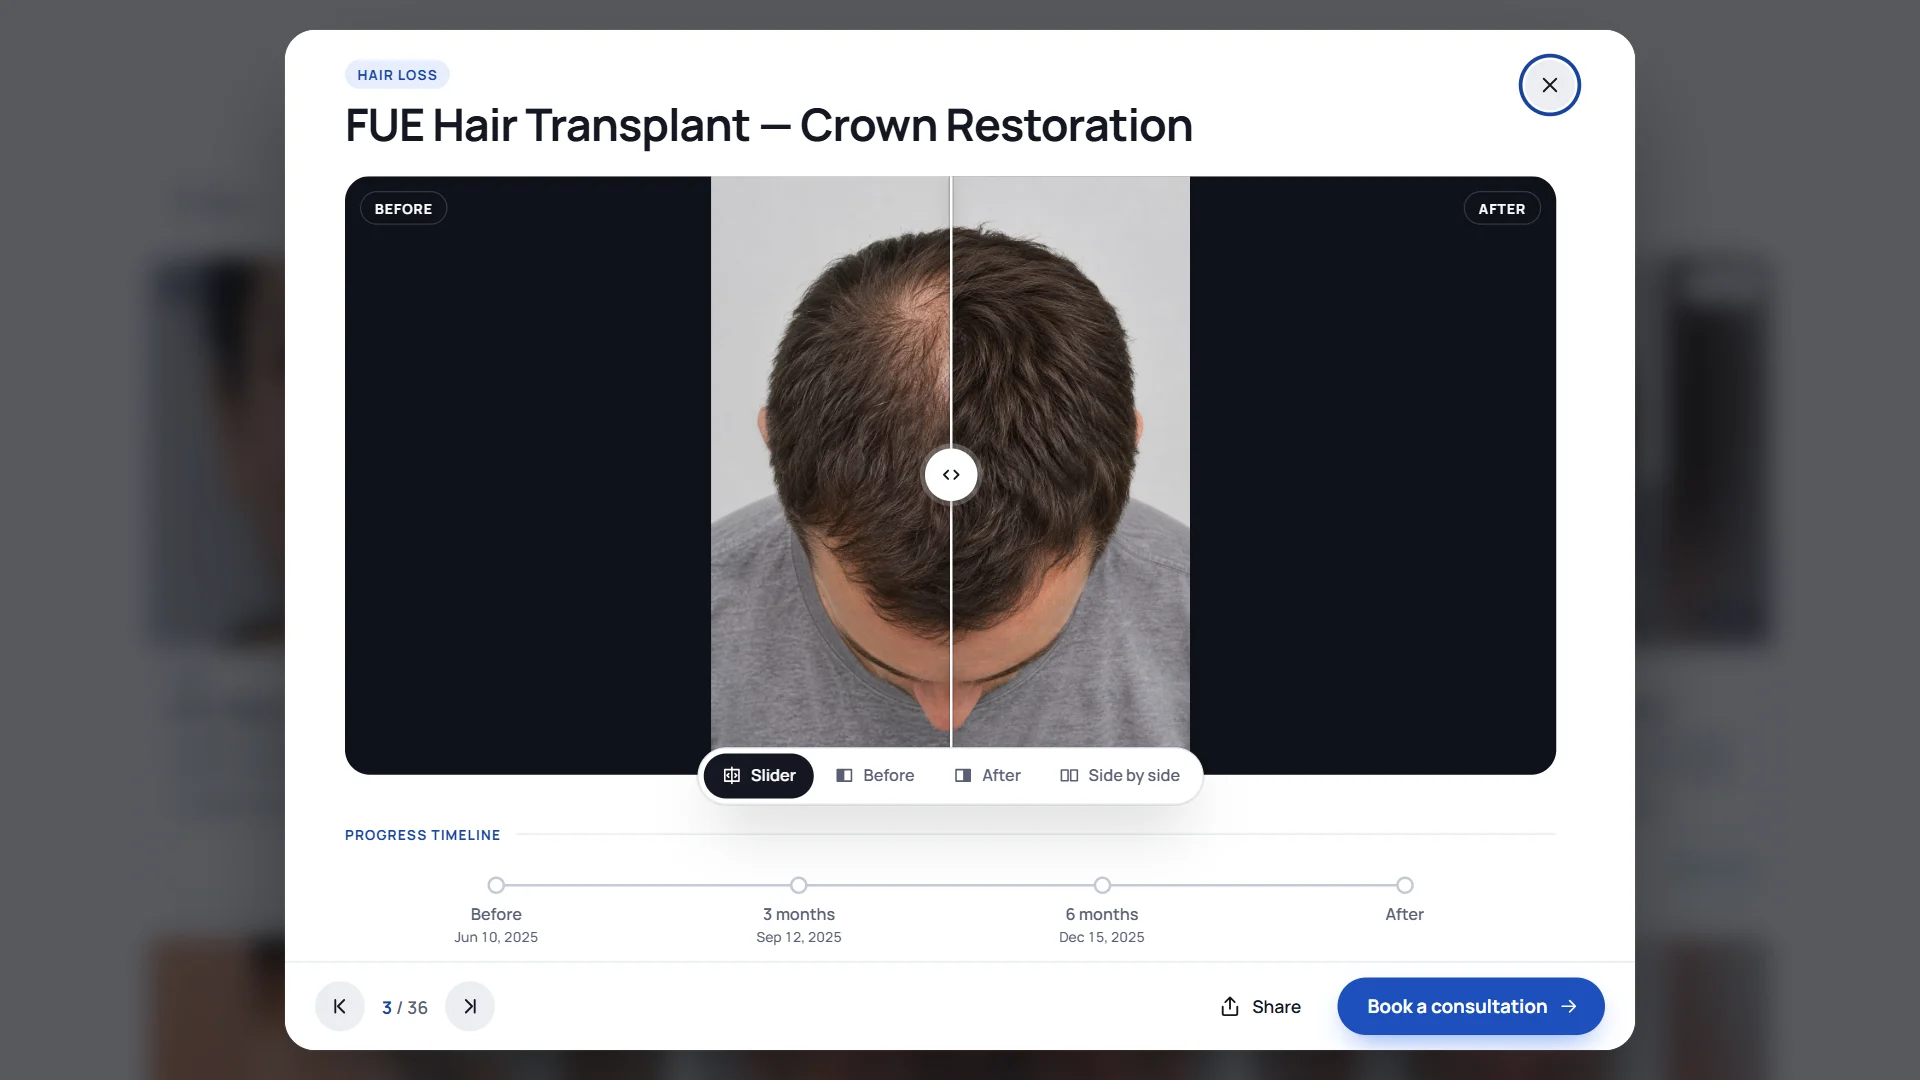 HAIR LOSS
FUE Hair Transplant — Crown Restoration
BEFORE
AFTER
Slider
Before
After
Side by side
PROGRESS TIMELINE
Before
Jun 10, 2025
3 months
Sep 12, 2025
6 months
Dec 15, 2025
After
3 / 36
Share
Book a consultation